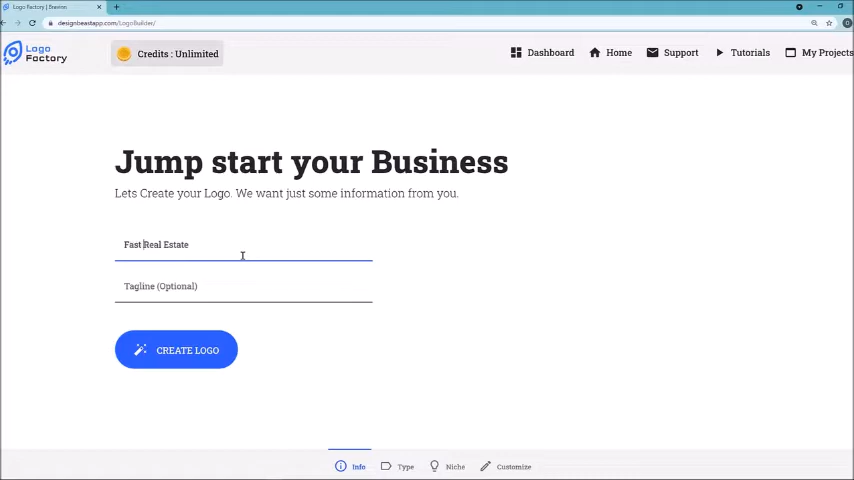 Logo Factory | Beaivus
designbeastapp.com/LogoBuilder/
Logo Factory
Credits : Unlimited
Dashboard
Home
Support
Tutorials
My Projects
Jump start your Business
Lets Create your Logo. We want just some information from you.
Fast Real Estate
Tagline (Optional)
CREATE LOGO
Info
Type
Niche
Customize